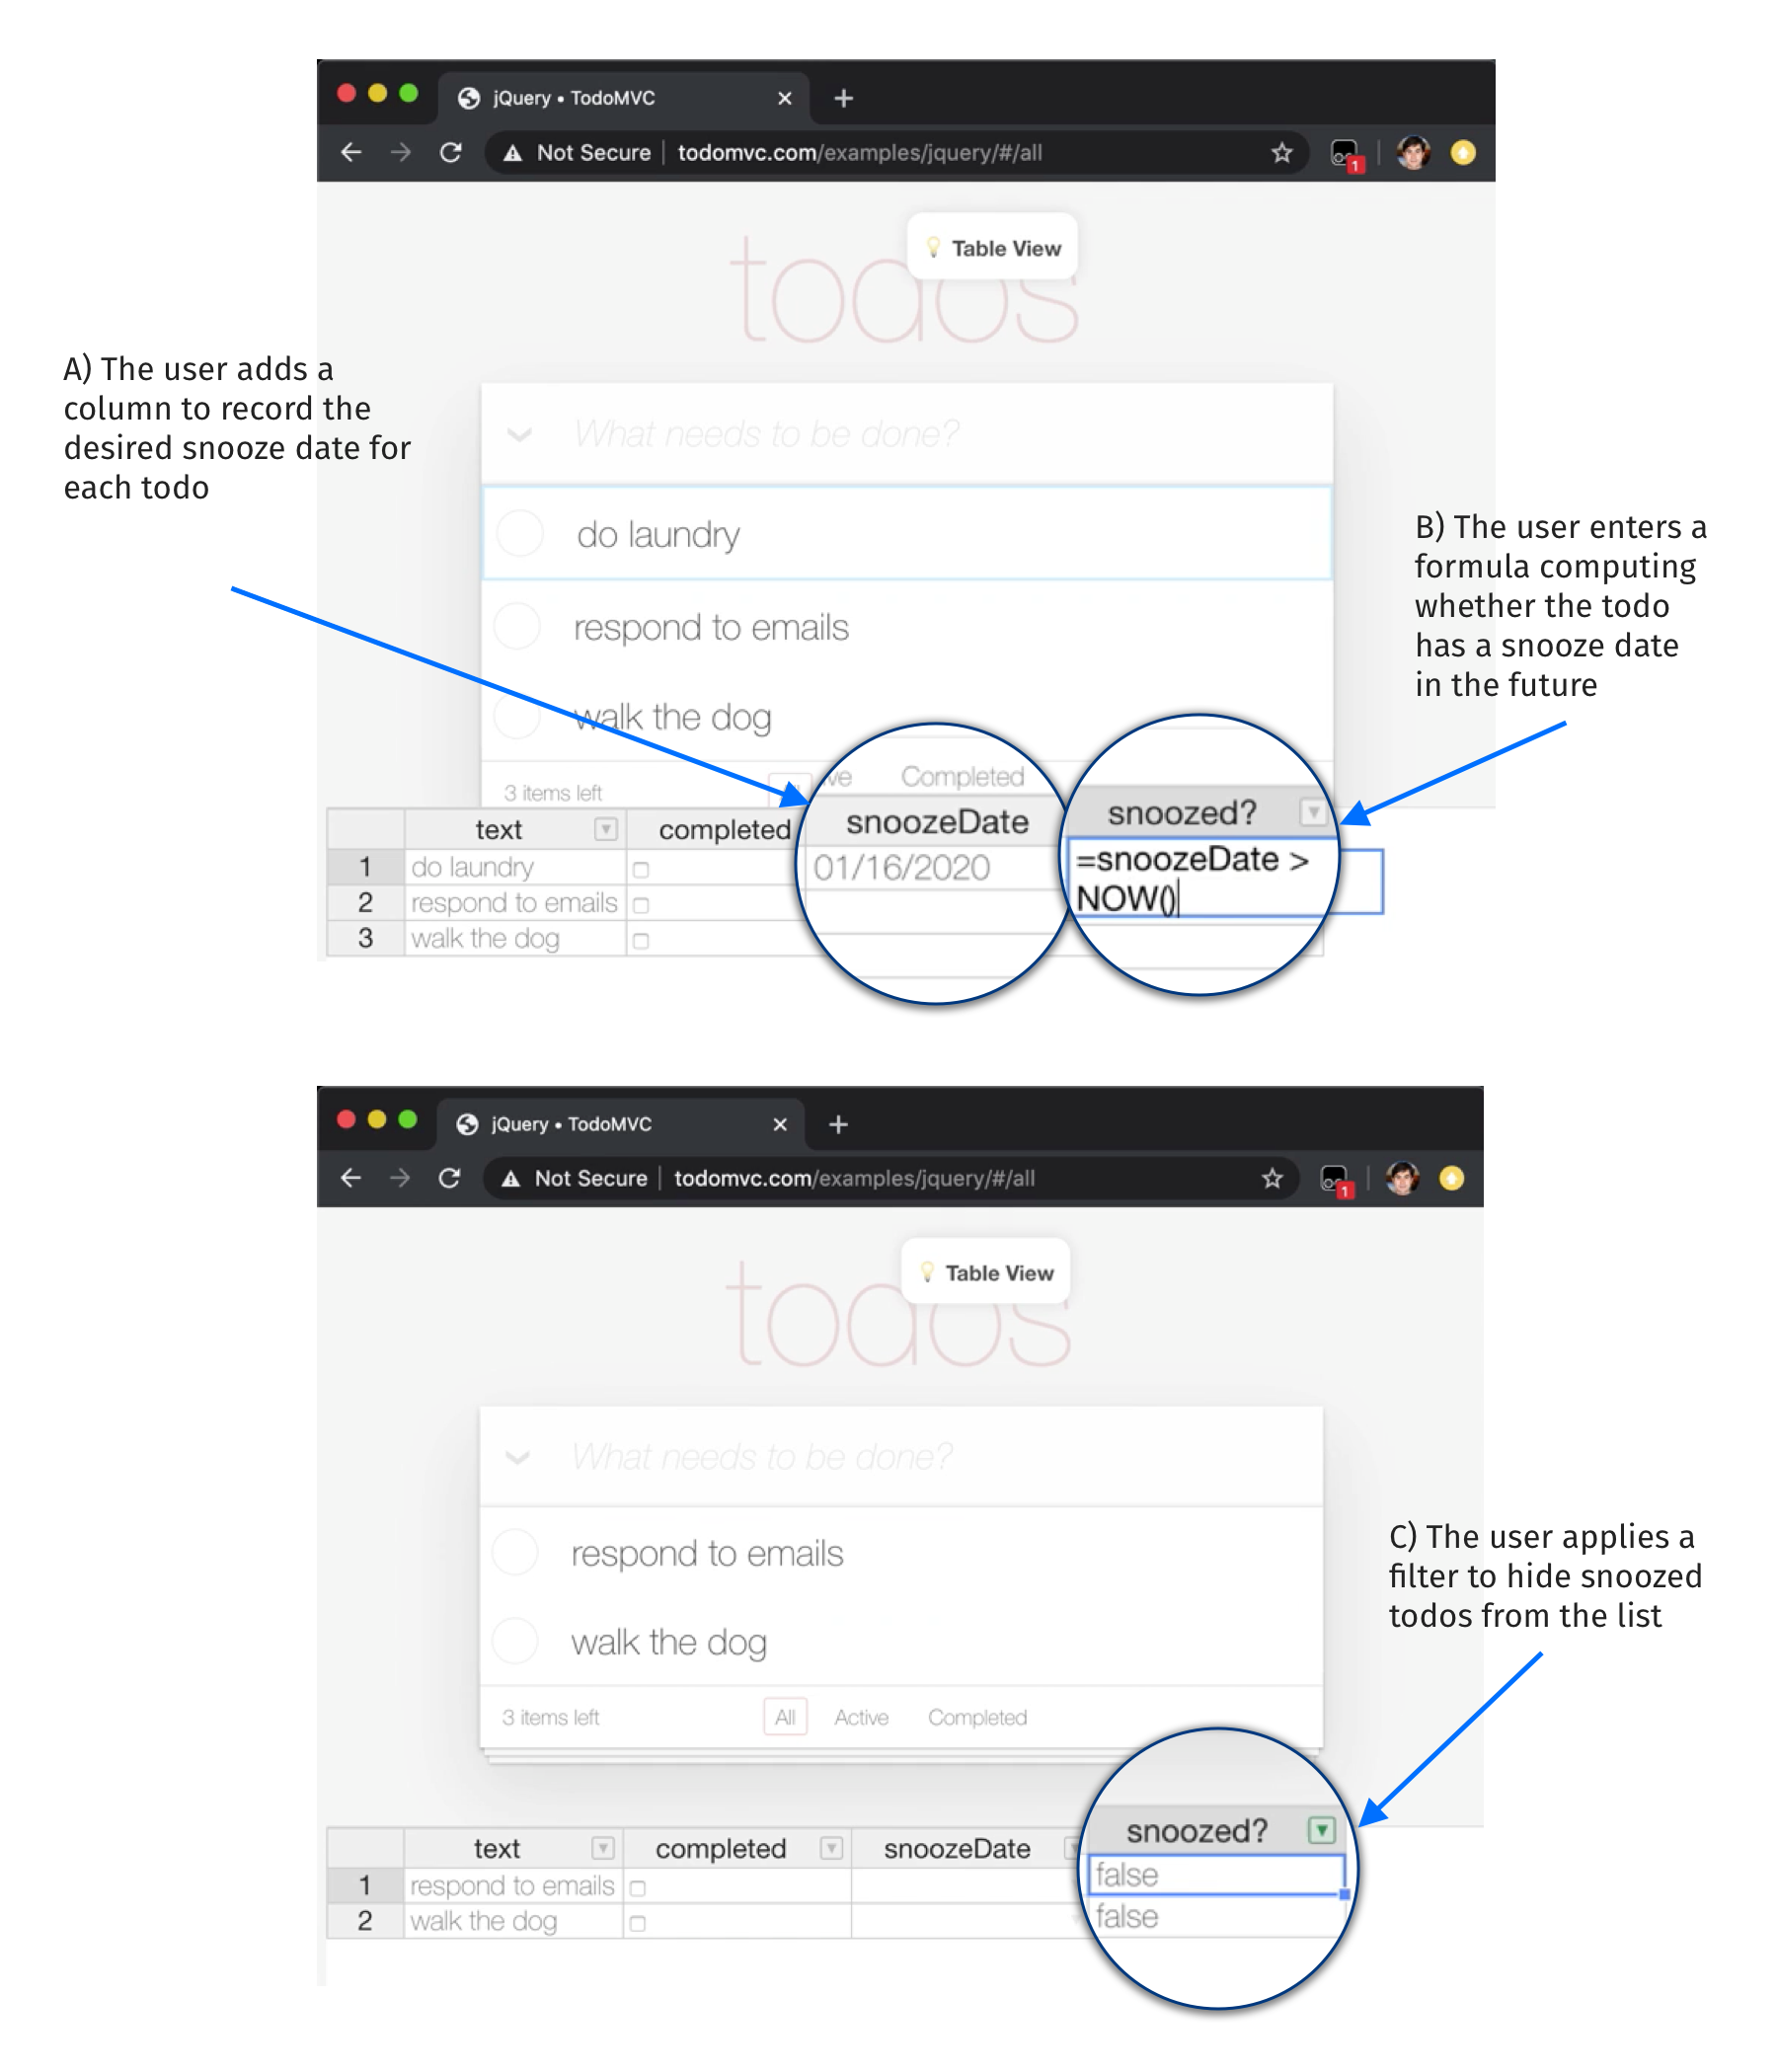 jQuery • TodoMVC
Not Secure | todomvc.com/examples/jquery/#/all
1
todos
Table View
A) The user adds a
column to record the
desired snooze date for
each todo
What needs to be done?
do laundry
respond to emails
walk the dog
B) The user enters a
formula computing
whether the todo
has a snooze date
in the future
3 items left
Completed
text completed snoozeDate snoozed?
1 do laundry 01/16/2020 =snoozeDate >
NOW()
2 respond to emails
3 walk the dog
jQuery • TodoMVC
Not Secure | todomvc.com/examples/jquery/#/all
1
todos
Table View
What needs to be done?
respond to emails
walk the dog
C) The user applies a
filter to hide snoozed
todos from the list
3 items left All Active Completed
text completed snoozeDate snoozed?
1 respond to emails false
2 walk the dog false